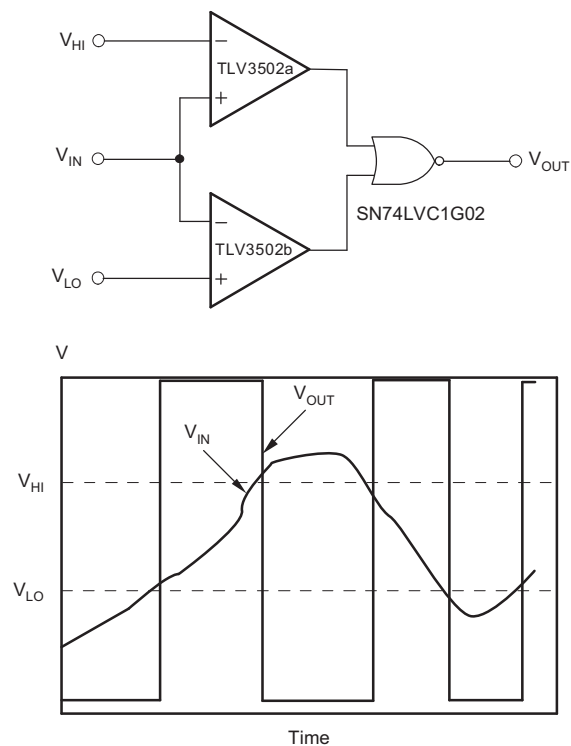 V_HI
−
TLV3502a
+
V_IN
V_OUT
−
SN74LVC1G02
TLV3502b
V_LO
+
V
V_OUT
V_IN
V_HI
V_LO
Time